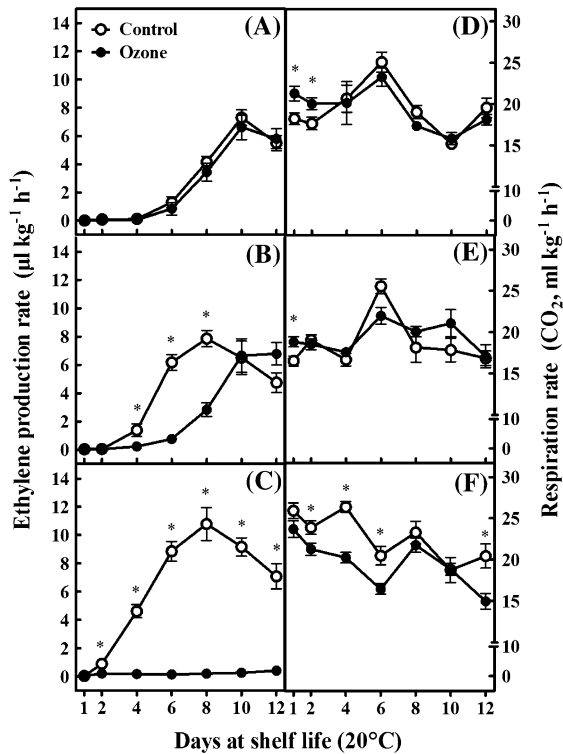 (A)
Control
Ozone
14
12
10
8
6
4
2
0
(D)
* *
30
25
20
15
10
0
(B)
* * *
14
12
10
8
6
4
2
0
(E)
*
30
25
20
15
10
0
(C)
* * * * * *
14
12
10
8
6
4
2
0
(F)
* * * *
30
25
20
15
10
0
1 2 4 6 8 10 12
1 2 4 6 8 10 12
Ethylene production rate (µl kg⁻¹ h⁻¹)
Respiration rate (CO₂, ml kg⁻¹ h⁻¹)
Days at shelf life (20°C)